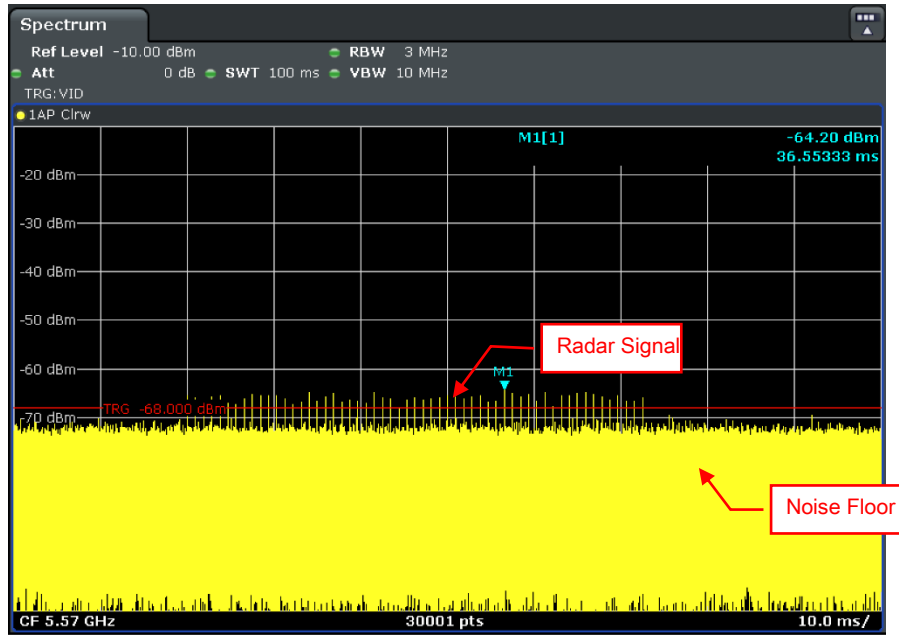 Spectrum
Ref Level -10.00 dBm RBW 3 MHz
Att 0 dB SWT 100 ms VBW 10 MHz
TRG:VID
1AP Clrw
M1[1] -64.20 dBm
36.55333 ms
-20 dBm
-30 dBm
-40 dBm
-50 dBm
Radar Signal
-60 dBm
M1
TRG -68.000 dBm
-70 dBm
Noise Floor
CF 5.57 GHz 30001 pts 10.0 ms/